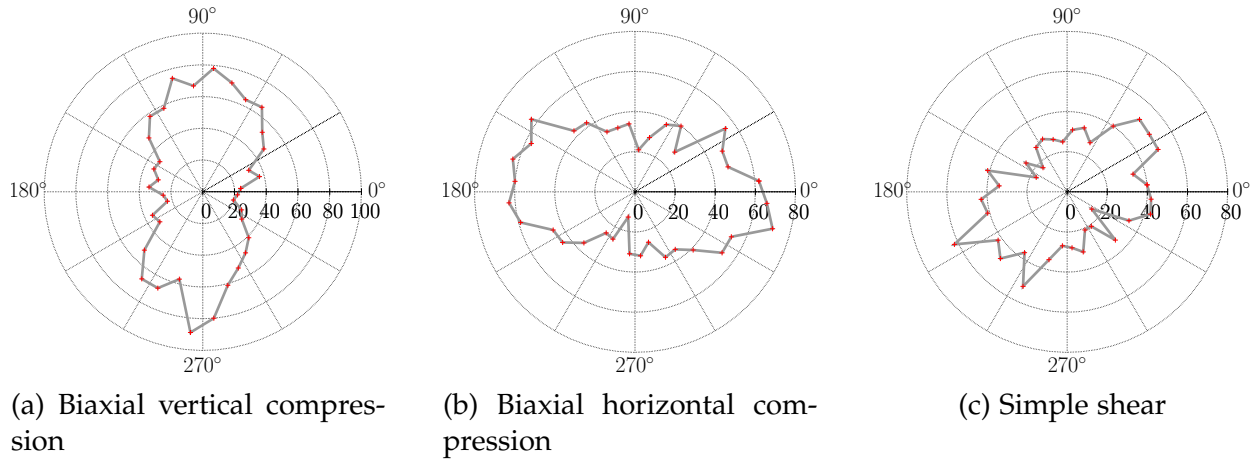 90°
180°
0°
0 20 40 60 80 100
270°
(a) Biaxial vertical compres-
sion
90°
180°
0°
0 20 40 60 80
270°
(b) Biaxial horizontal com-
pression
90°
180°
0°
0 20 40 60 80
270°
(c) Simple shear